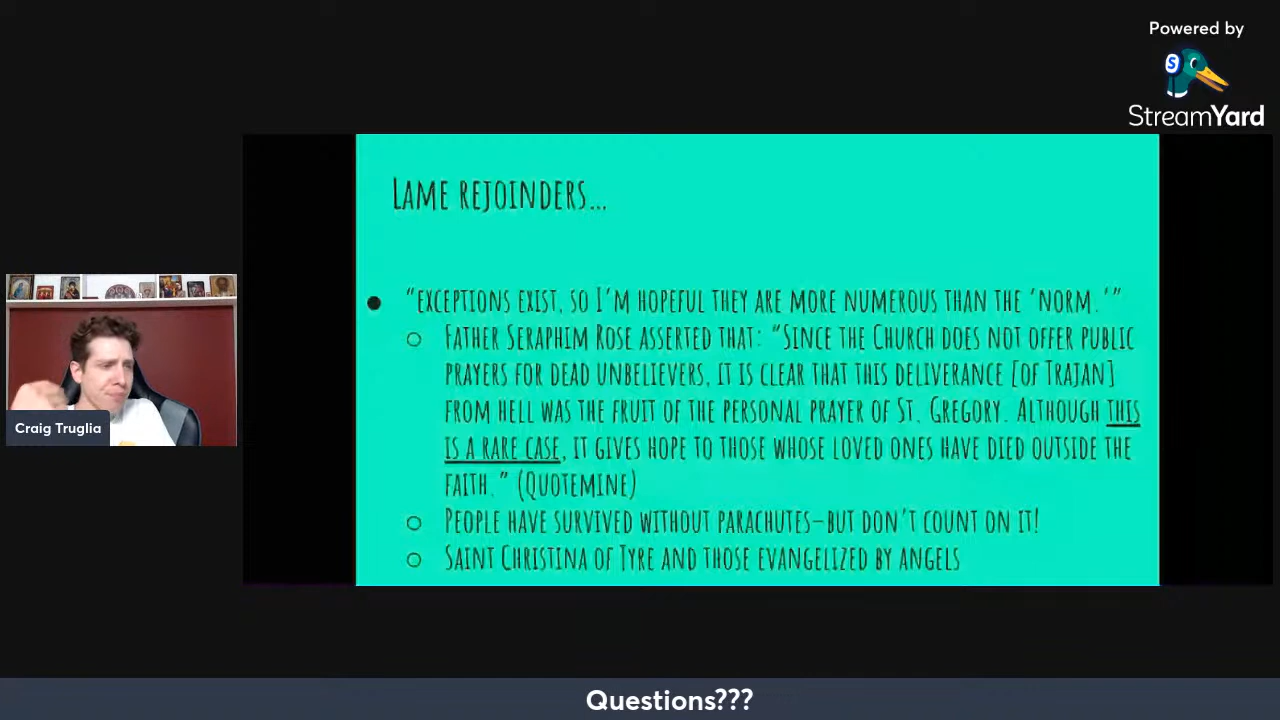 Powered by
StreamYard
LAME REJOINDERS...
● "EXCEPTIONS EXIST, SO I'M HOPEFUL THEY ARE MORE NUMEROUS THAN THE 'NORM.'"
○ FATHER SERAPHIM ROSE ASSERTED THAT: "SINCE THE CHURCH DOES NOT OFFER PUBLIC
PRAYERS FOR DEAD UNBELIEVERS, IT IS CLEAR THAT THIS DELIVERANCE [OF TRAJAN]
FROM HELL WAS THE FRUIT OF THE PERSONAL PRAYER OF ST. GREGORY. ALTHOUGH THIS
IS A RARE CASE, IT GIVES HOPE TO THOSE WHOSE LOVED ONES HAVE DIED OUTSIDE THE
FAITH." (QUOTEMINE)
○ PEOPLE HAVE SURVIVED WITHOUT PARACHUTES–BUT DON'T COUNT ON IT!
○ SAINT CHRISTINA OF TYRE AND THOSE EVANGELIZED BY ANGELS
Craig Truglia
Questions???